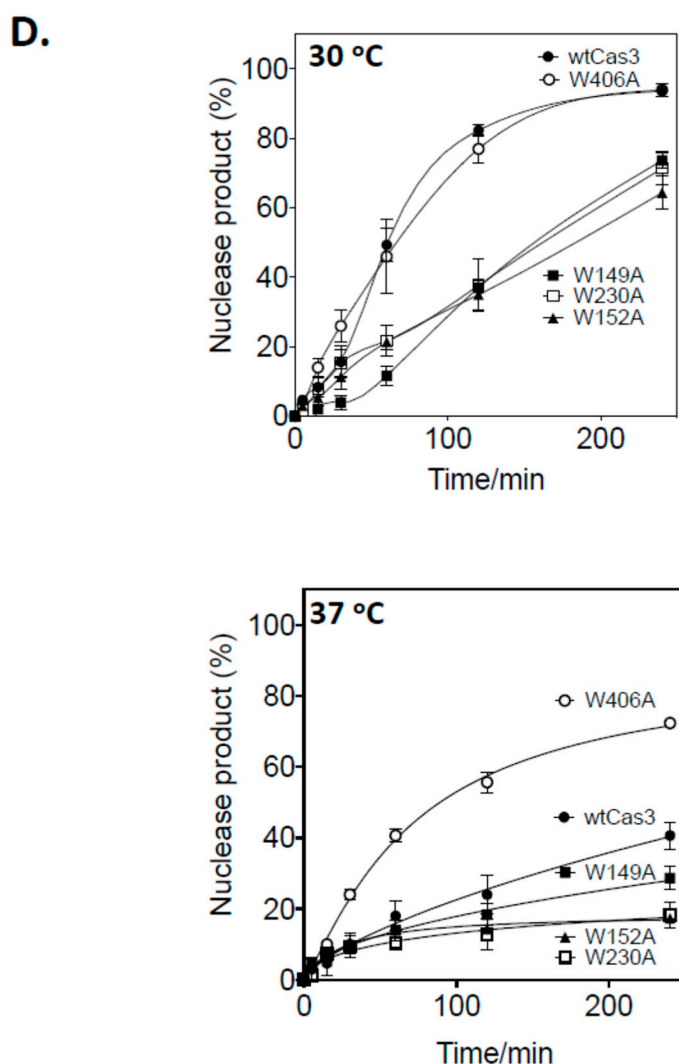 D.
30 °C
wtCas3
W406A
W149A
W230A
W152A
100
80
60
40
20
0
Nuclease product (%)
0
100
200
Time/min
37 °C
W406A
wtCas3
W149A
W152A
W230A
100
80
60
40
20
0
Nuclease product (%)
0
100
200
Time/min